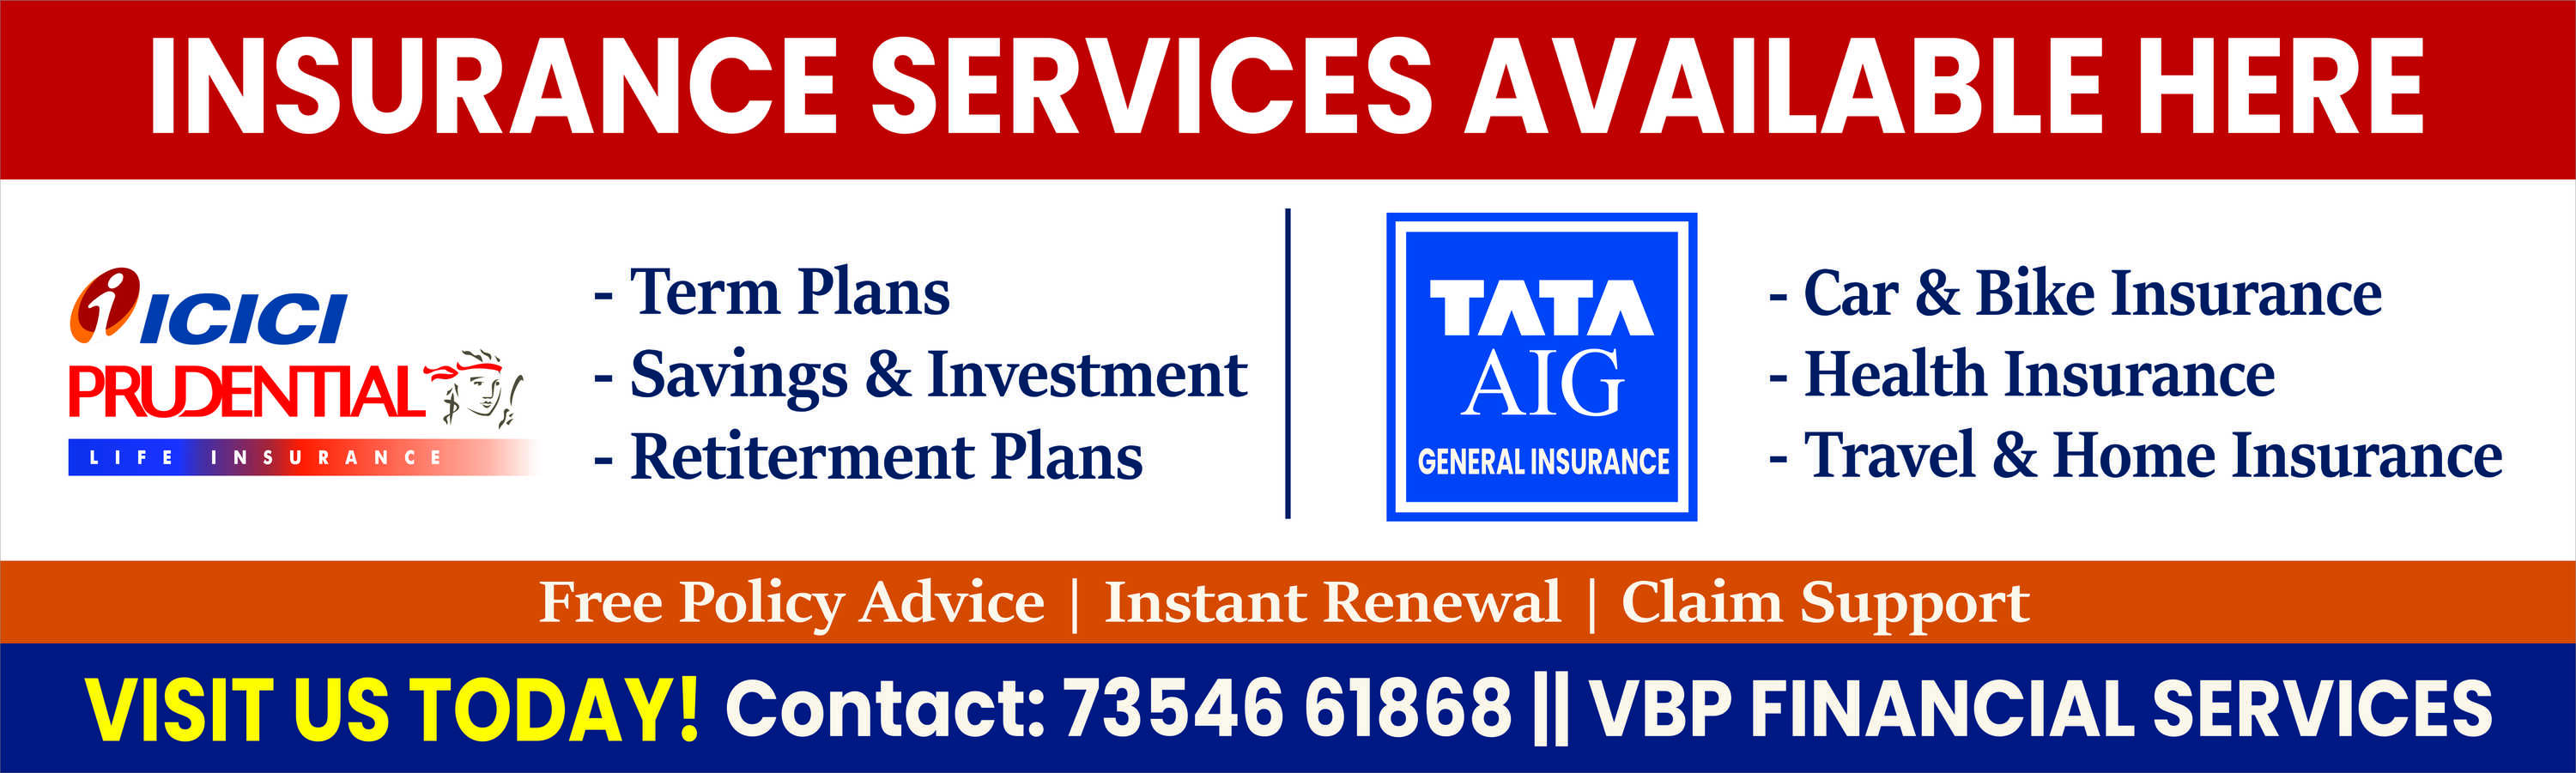 INSURANCE SERVICES AVAILABLE HERE
ICICI
PRUDENTIAL
LIFE INSURANCE
- Term Plans
- Savings & Investment
- Retiterment Plans
TATA
AIG
GENERAL INSURANCE
- Car & Bike Insurance
- Health Insurance
- Travel & Home Insurance
Free Policy Advice | Instant Renewal | Claim Support
VISIT US TODAY! Contact: 73546 61868 || VBP FINANCIAL SERVICES